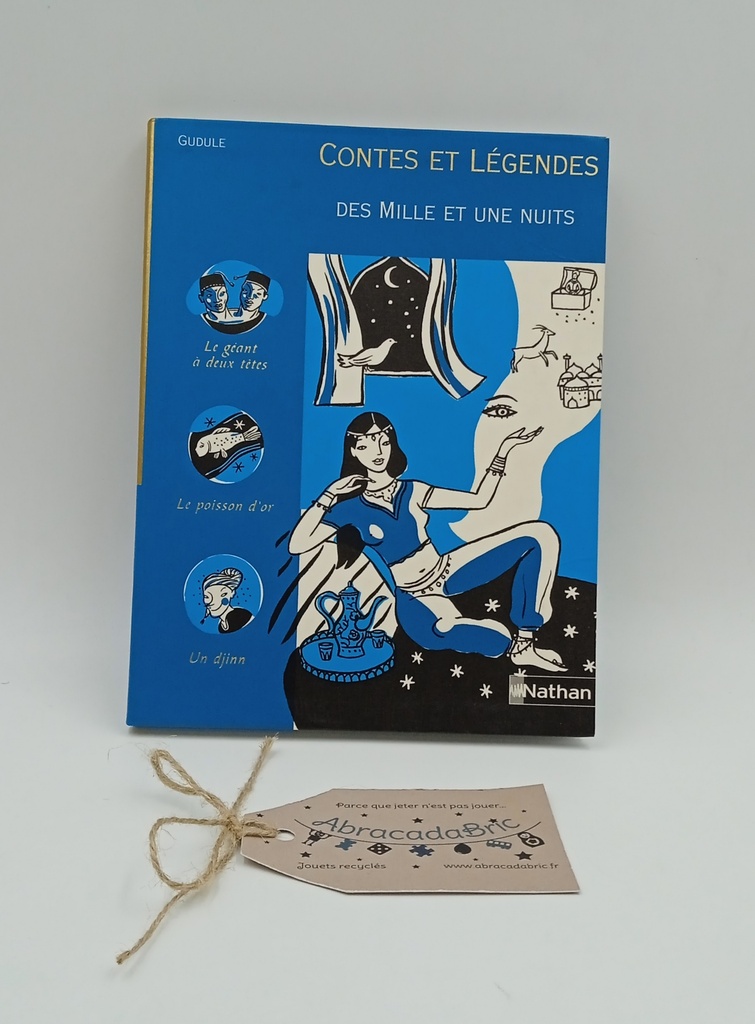 GUDULE
CONTES ET LÉGENDES
DES MILLE ET UNE NUITS
Le géant
à deux têtes
Le poisson d'or
Un djinn
Nathan
Parce que jeter n'est pas jouer...
AbracadaBric
Jouets recyclés
www.abracadabric.fr